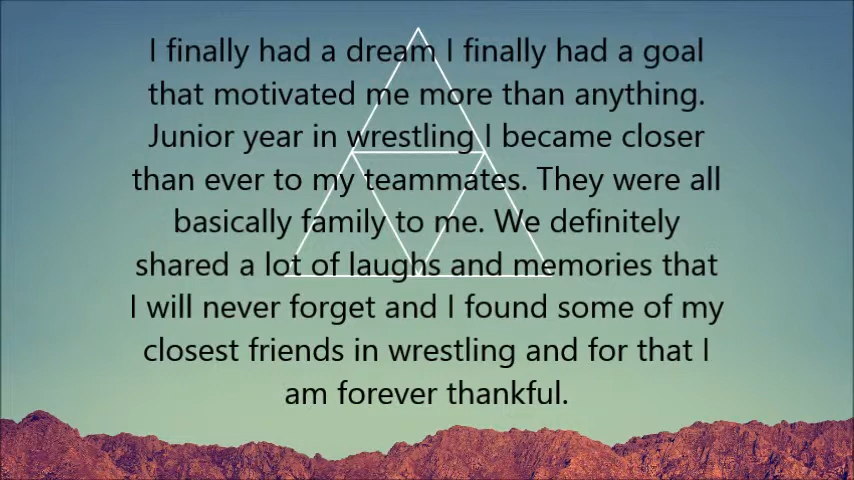 I finally had a dream I finally had a goal
that motivated me more than anything.
Junior year in wrestling I became closer
than ever to my teammates. They were all
basically family to me. We definitely
shared a lot of laughs and memories that
I will never forget and I found some of my
closest friends in wrestling and for that I
am forever thankful.